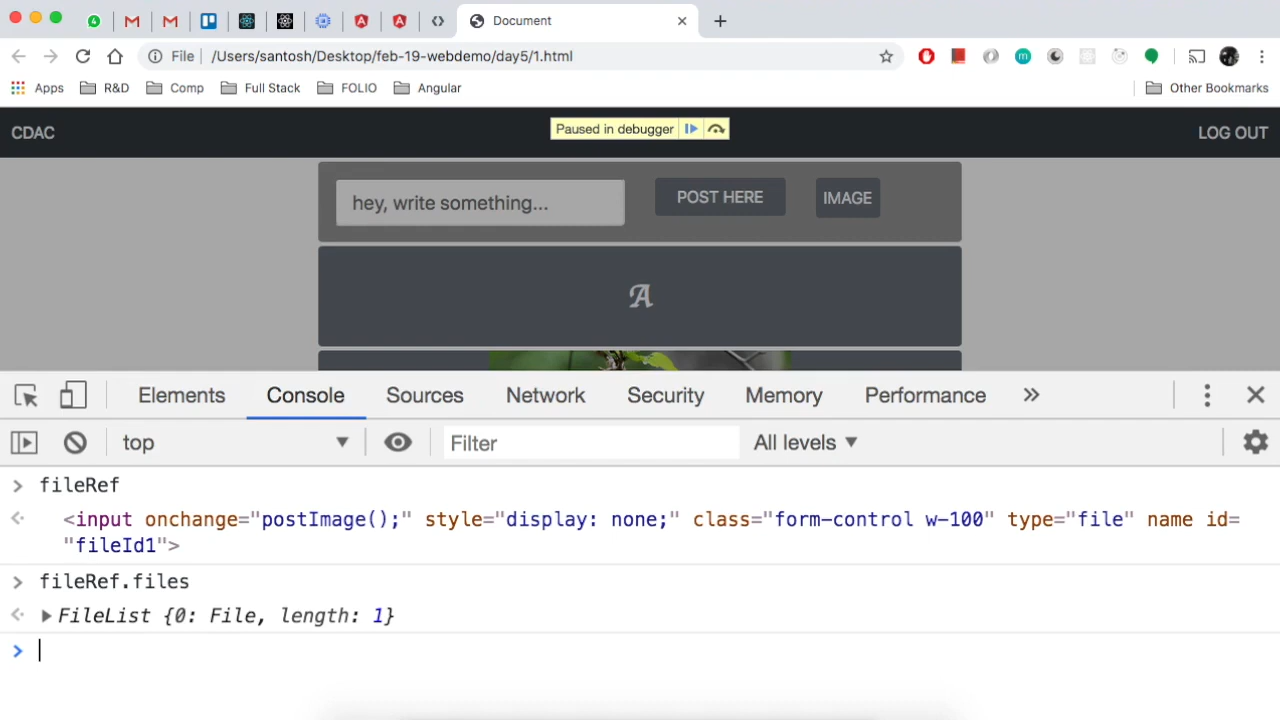 4
Document
File
/Users/santosh/Desktop/feb-19-webdemo/day5/1.html
Apps R&D Comp Full Stack FOLIO Angular Other Bookmarks
CDAC Paused in debugger LOG OUT
hey, write something... POST HERE IMAGE
A
Elements Console Sources Network Security Memory Performance
top Filter All levels
fileRef
<input onchange="postImage();" style="display: none;" class="form-control w-100" type="file" name id=
"fileId1">
fileRef.files
FileList {0: File, length: 1}